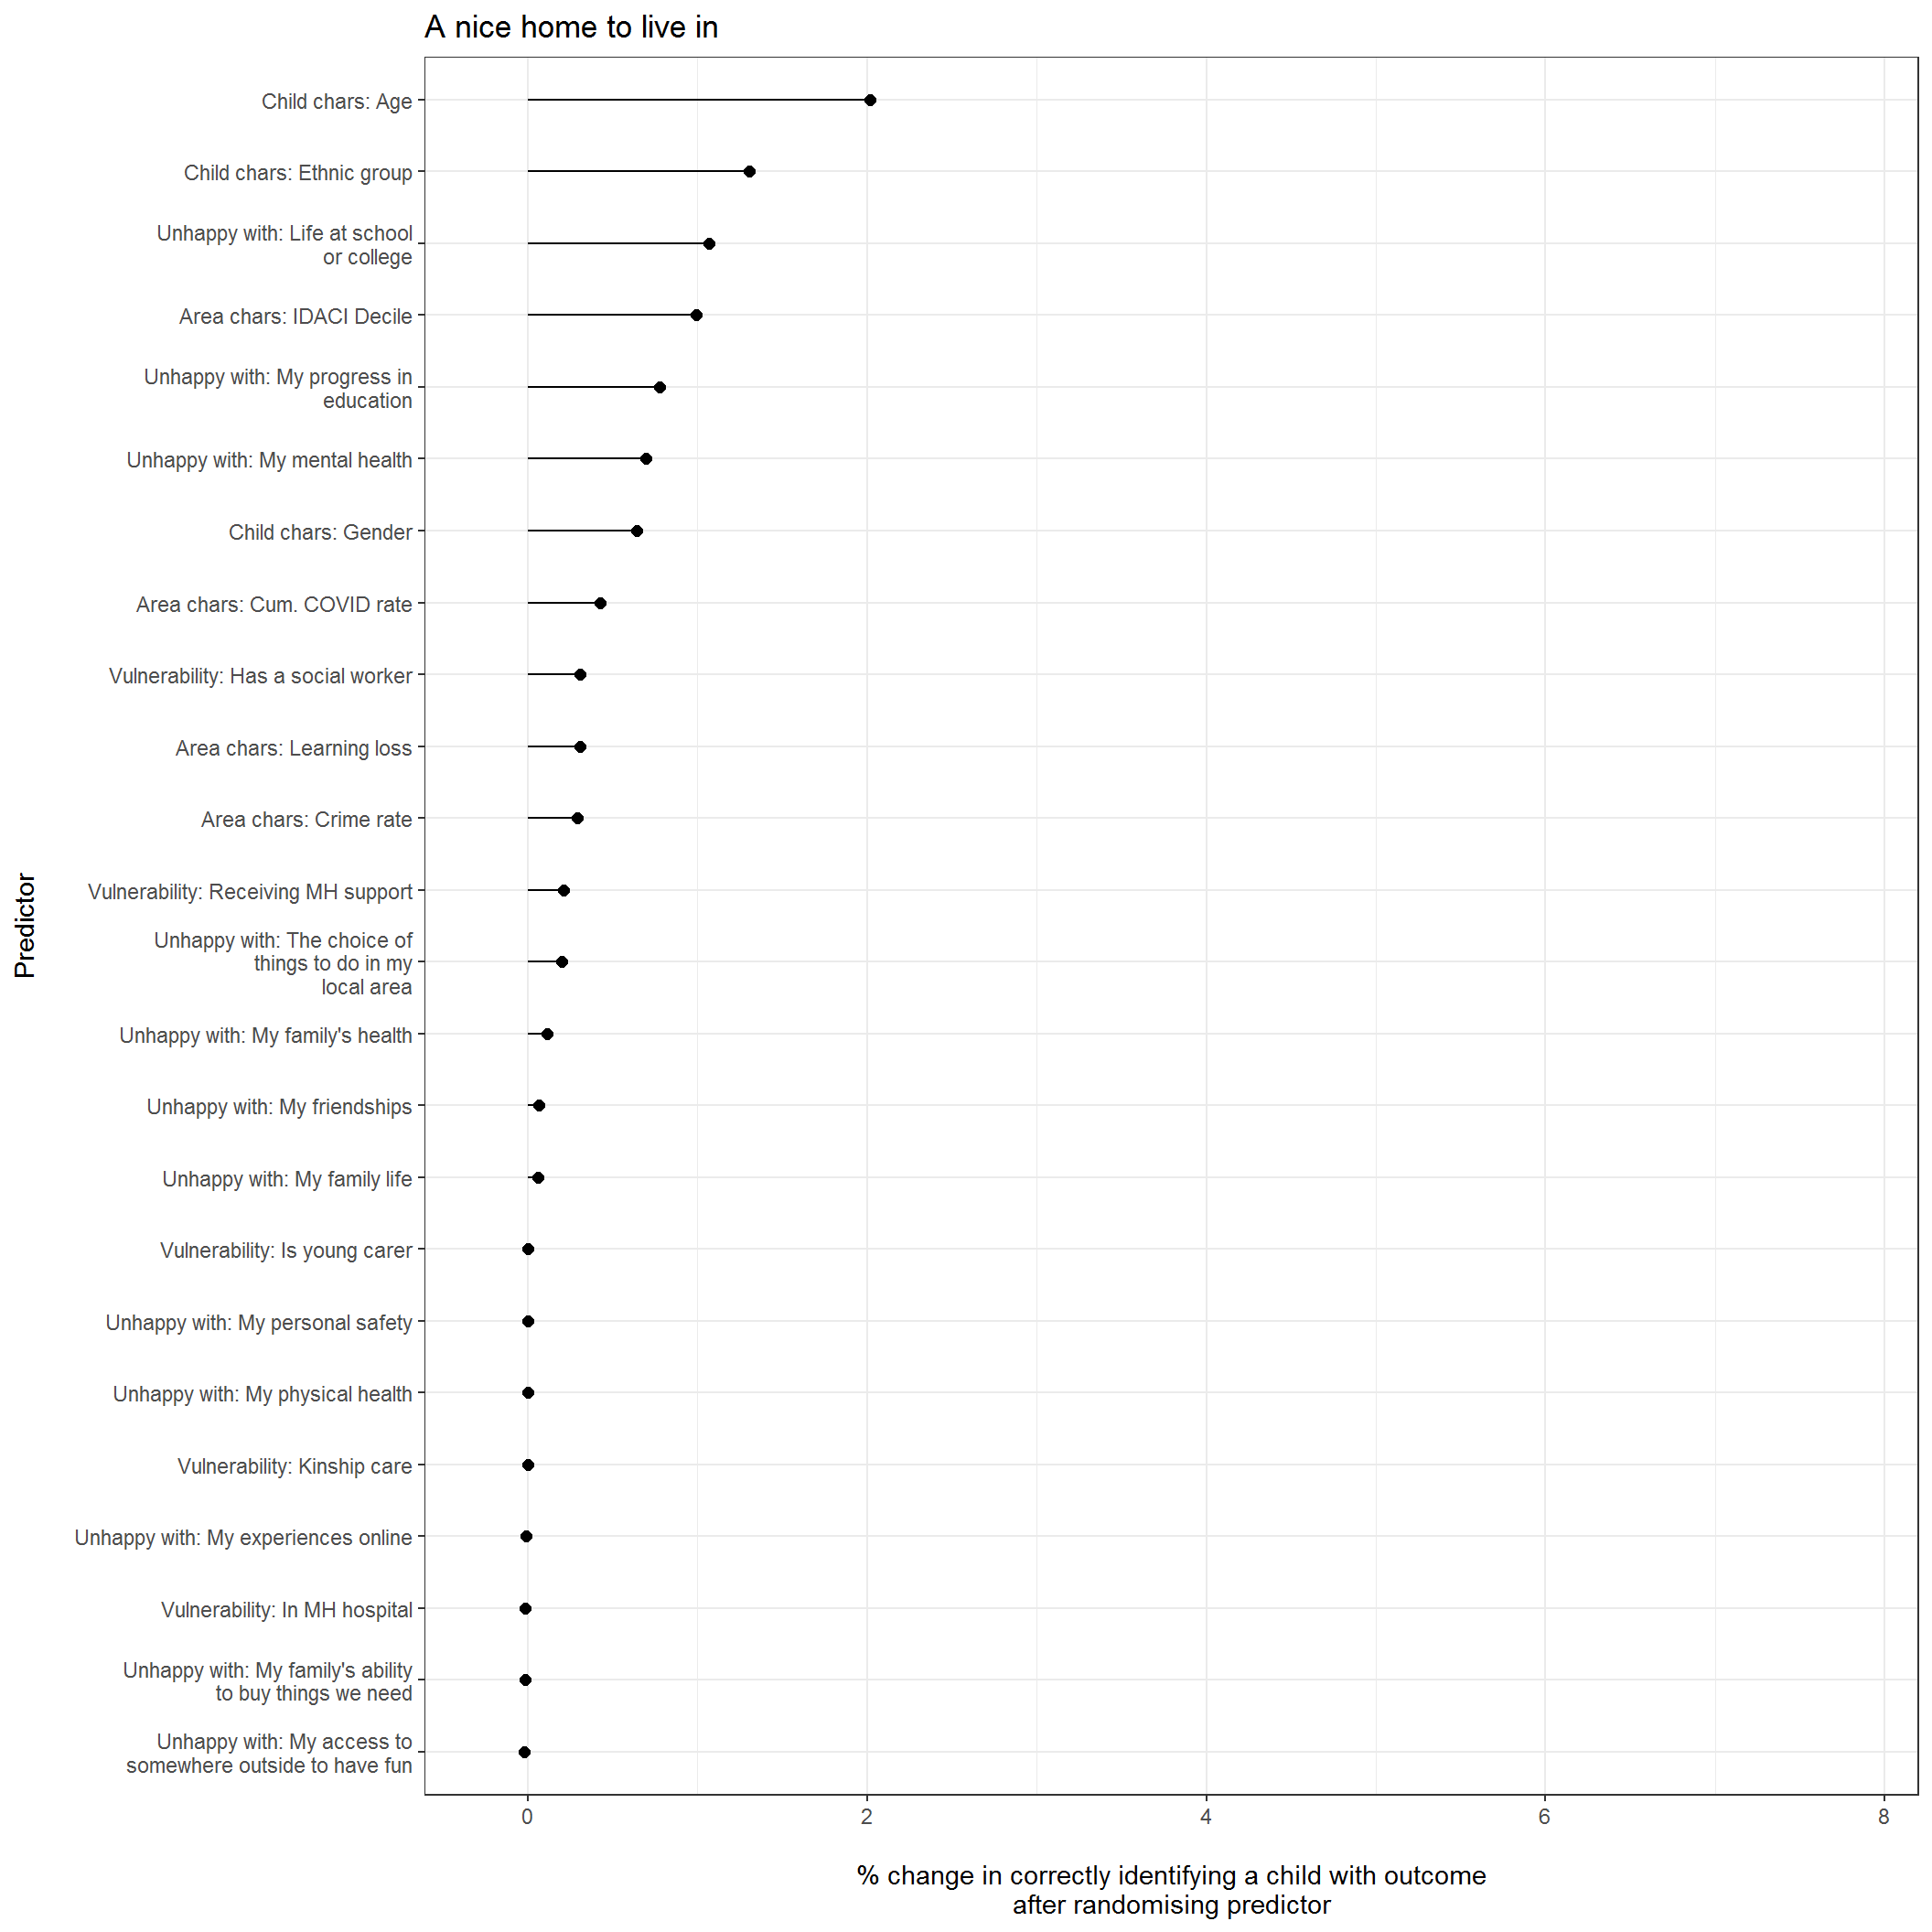 A nice home to live in
Child chars: Age
Child chars: Ethnic group
Unhappy with: Life at school
or college
Area chars: IDACI Decile
Unhappy with: My progress in
education
Unhappy with: My mental health
Child chars: Gender
Area chars: Cum. COVID rate
Vulnerability: Has a social worker
Area chars: Learning loss
Area chars: Crime rate
Vulnerability: Receiving MH support
Unhappy with: The choice of
things to do in my
local area
Unhappy with: My family's health
Unhappy with: My friendships
Unhappy with: My family life
Vulnerability: Is young carer
Unhappy with: My personal safety
Unhappy with: My physical health
Vulnerability: Kinship care
Unhappy with: My experiences online
Vulnerability: In MH hospital
Unhappy with: My family's ability
to buy things we need
Unhappy with: My access to
somewhere outside to have fun
Predictor
0 2 4 6 8
% change in correctly identifying a child with outcome
after randomising predictor